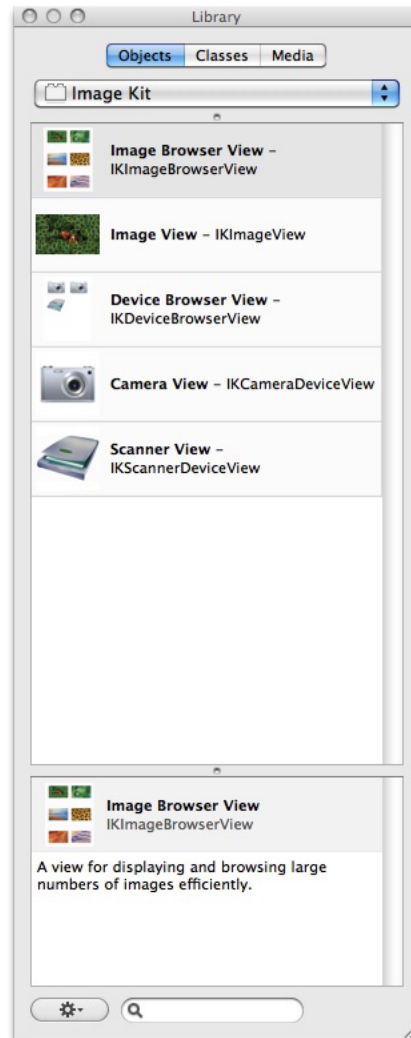 Library
Objects Classes Media
Image Kit
Image Browser View –
IKImageBrowserView
Image View – IKImageView
Device Browser View –
IKDeviceBrowserView
Camera View – IKCameraDeviceView
Scanner View –
IKScannerDeviceView
Image Browser View
IKImageBrowserView
A view for displaying and browsing large
numbers of images efficiently.